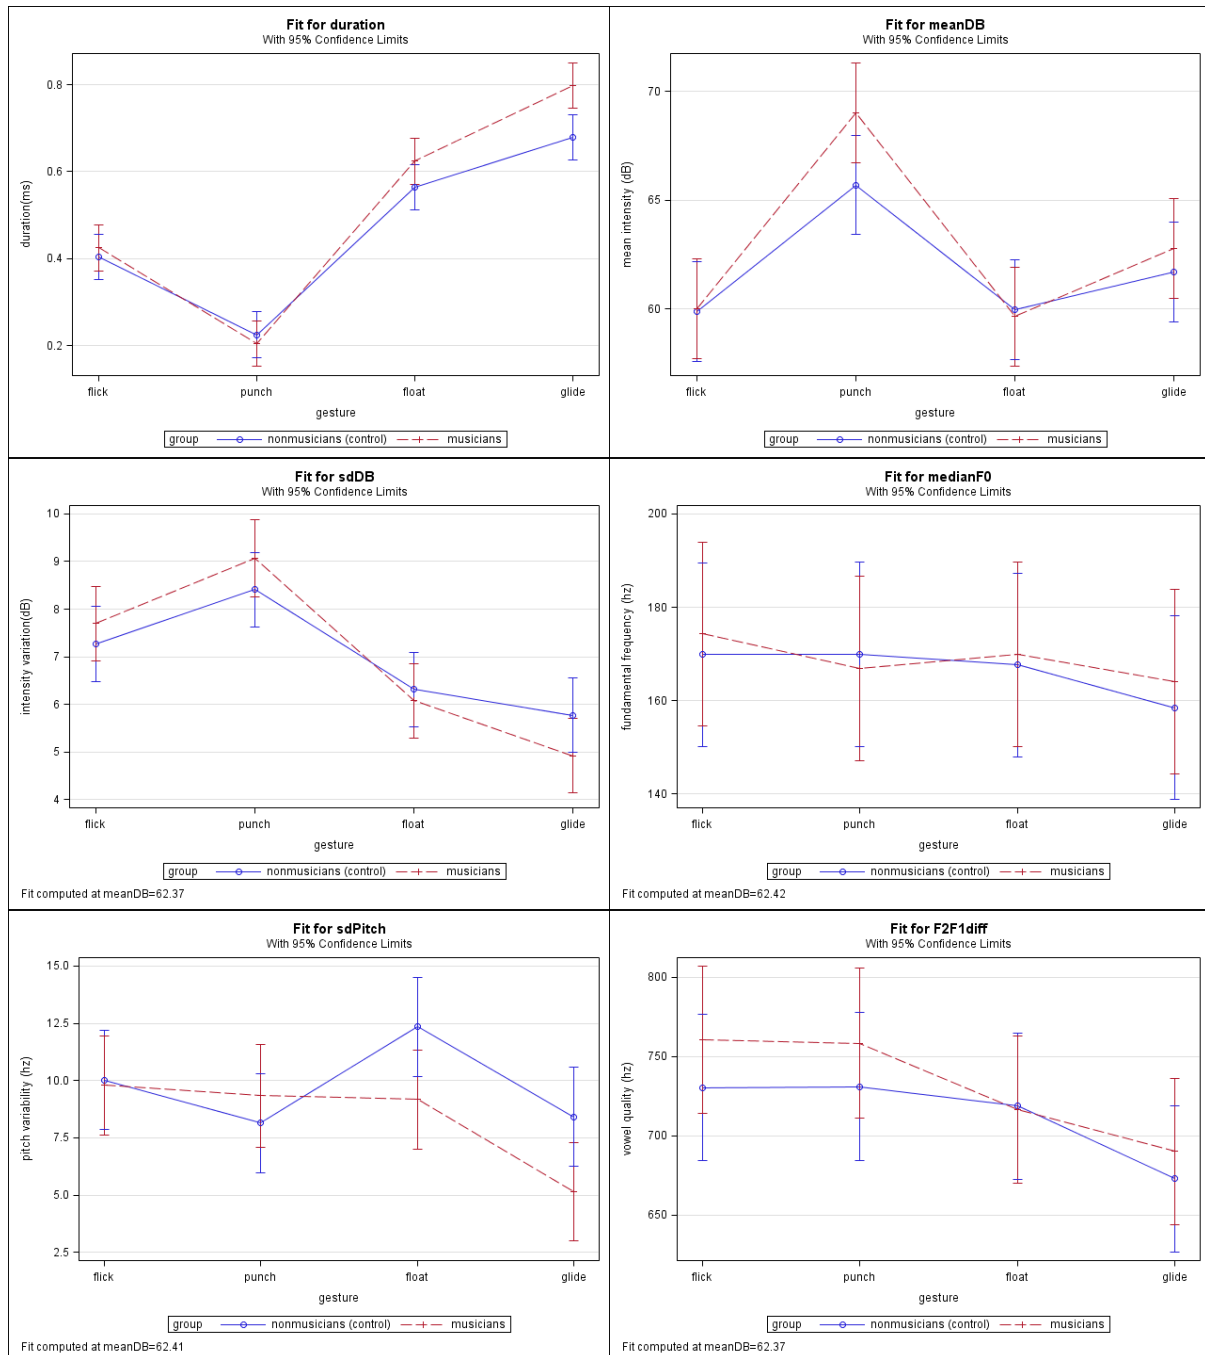 Fit for duration
With 95% Confidence Limits
0.8
0.6
0.4
0.2
duration(ms)
flick punch float glide
gesture
group nonmusicians (control) musicians
Fit for meanDB
With 95% Confidence Limits
70
65
60
mean intensity (dB)
flick punch float glide
gesture
group nonmusicians (control) musicians
Fit for sdDB
With 95% Confidence Limits
10
9
8
7
6
5
4
intensity variation(dB)
flick punch float glide
gesture
group nonmusicians (control) musicians
Fit computed at meanDB=62.37
Fit for medianF0
With 95% Confidence Limits
200
180
160
140
fundamental frequency (hz)
flick punch float glide
gesture
group nonmusicians (control) musicians
Fit computed at meanDB=62.42
Fit for sdPitch
With 95% Confidence Limits
15.0
12.5
10.0
7.5
5.0
2.5
pitch variability (hz)
flick punch float glide
gesture
group nonmusicians (control) musicians
Fit computed at meanDB=62.41
Fit for F2F1diff
With 95% Confidence Limits
800
750
700
650
vowel quality (hz)
flick punch float glide
gesture
group nonmusicians (control) musicians
Fit computed at meanDB=62.37